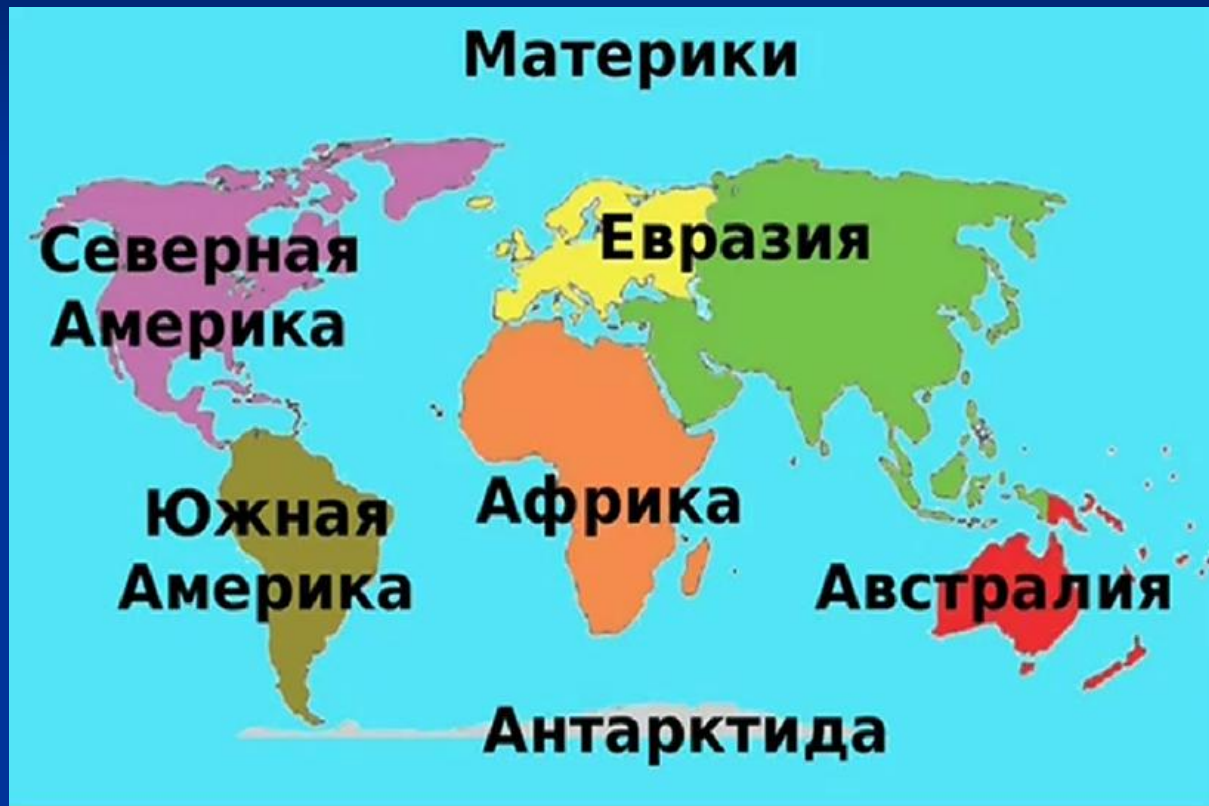 Материки
Евразия
Северная
Америка
Африка
Южная
Америка
Австралия
Антарктида